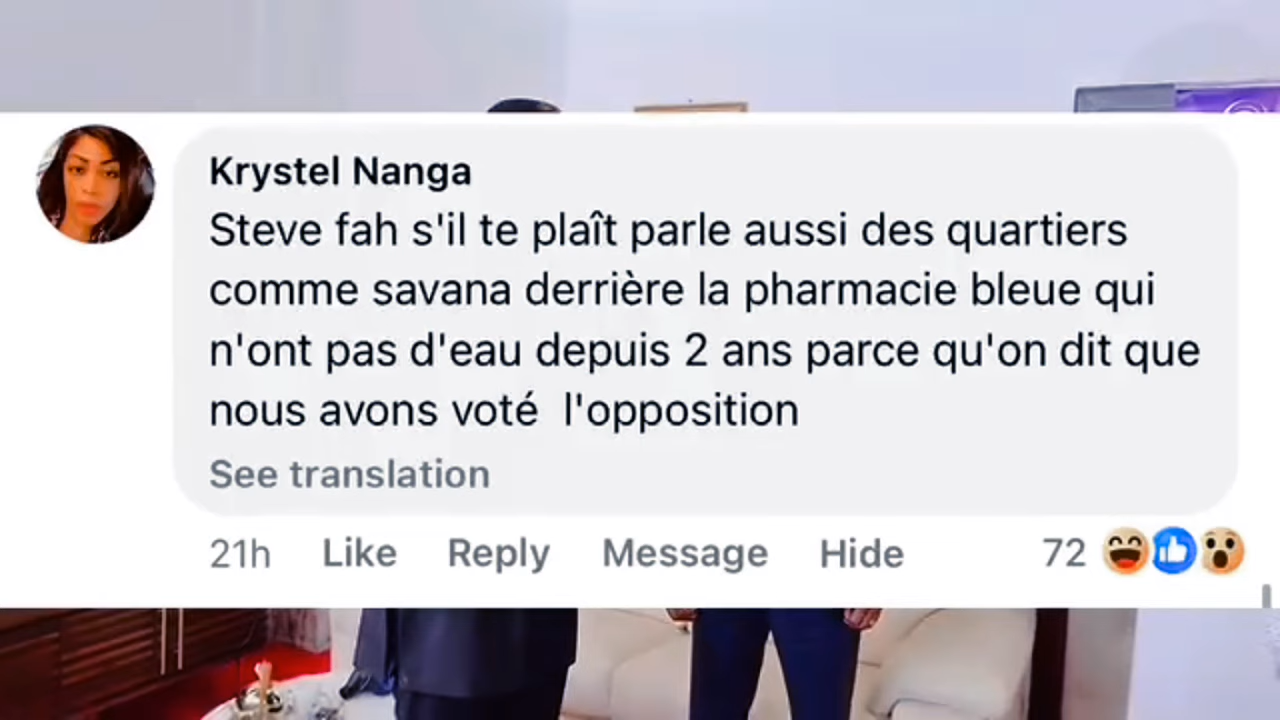 Krystel Nanga
Steve fah s'il te plaît parle aussi des quartiers
comme savana derrière la pharmacie bleue qui
n'ont pas d'eau depuis 2 ans parce qu'on dit que
nous avons voté  l'opposition
See translation
21h Like Reply Message Hide 72